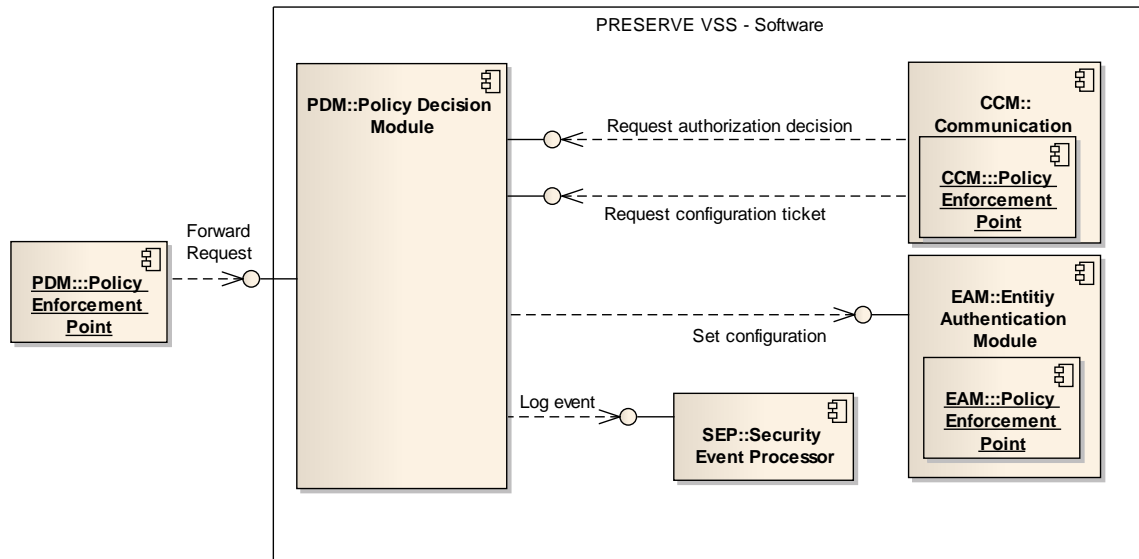 PRESERVE VSS - Software
PDM::Policy Decision
Module
CCM::
Communication
Request authorization decision
CCM:::Policy
Enforcement
Point
Request configuration ticket
Forward
Request
PDM:::Policy
Enforcement
Point
EAM::Entitiy
Authentication
Module
Set configuration
EAM:::Policy
Enforcement
Point
Log event
SEP::Security
Event Processor